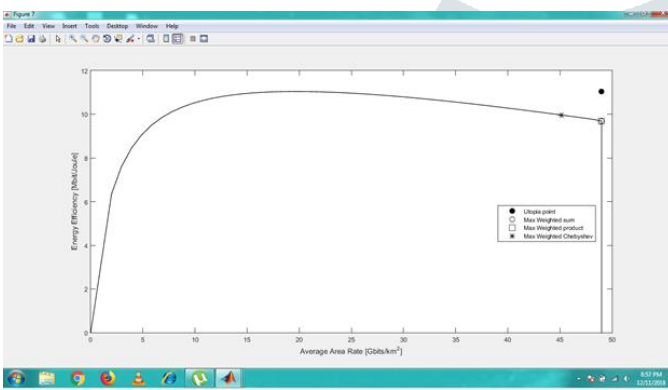 Figure 7
File Edit View Insert Tools Desktop Window Help
12
10
8
6
4
2
0
Energy Efficiency [Mbit/Joule]
0 5 10 15 20 25 30 35 40 45 50
Average Area Rate [Gbits/km²]
Utopia point
Max Weighted sum
Max Weighted product
Max Weighted Chebyshev
8:57 PM